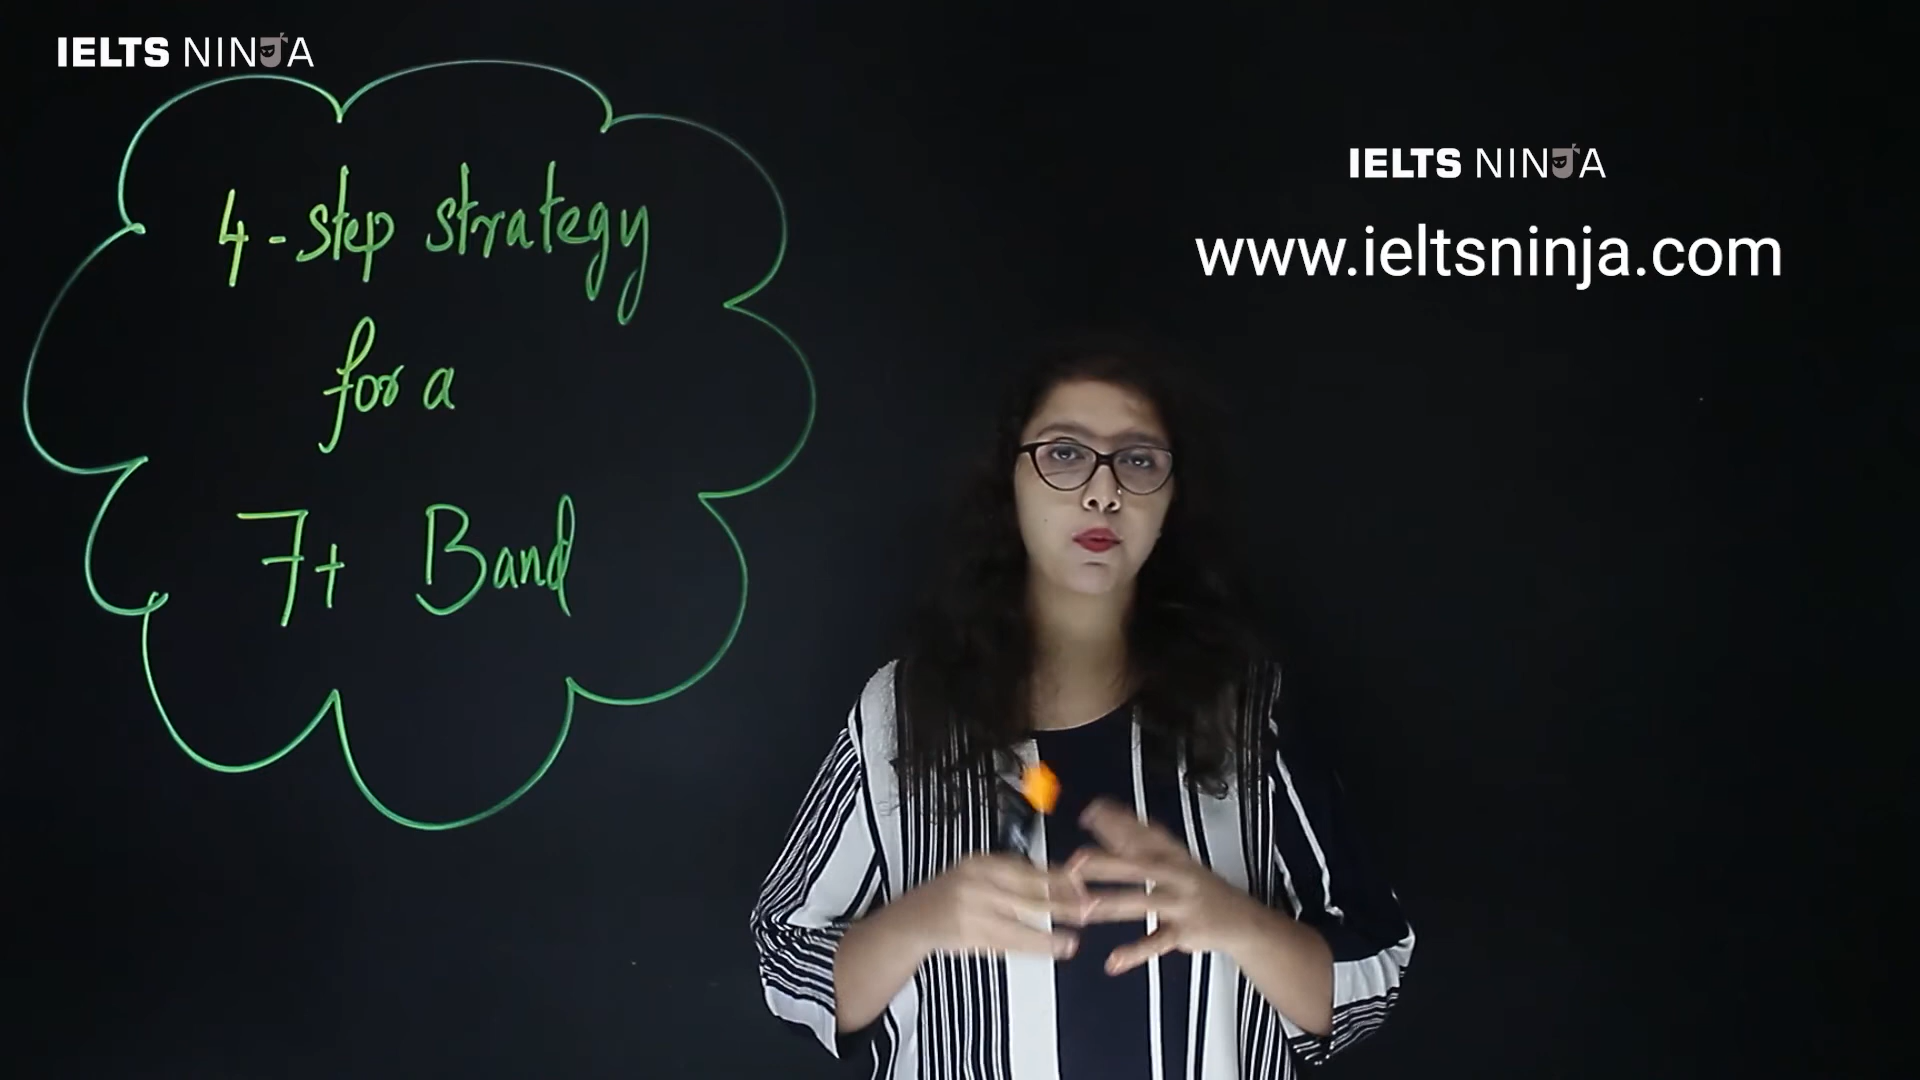 IELTS NINJA
4-step strategy
for a
7+ Band
IELTS NINJA
www.ieltsninja.com